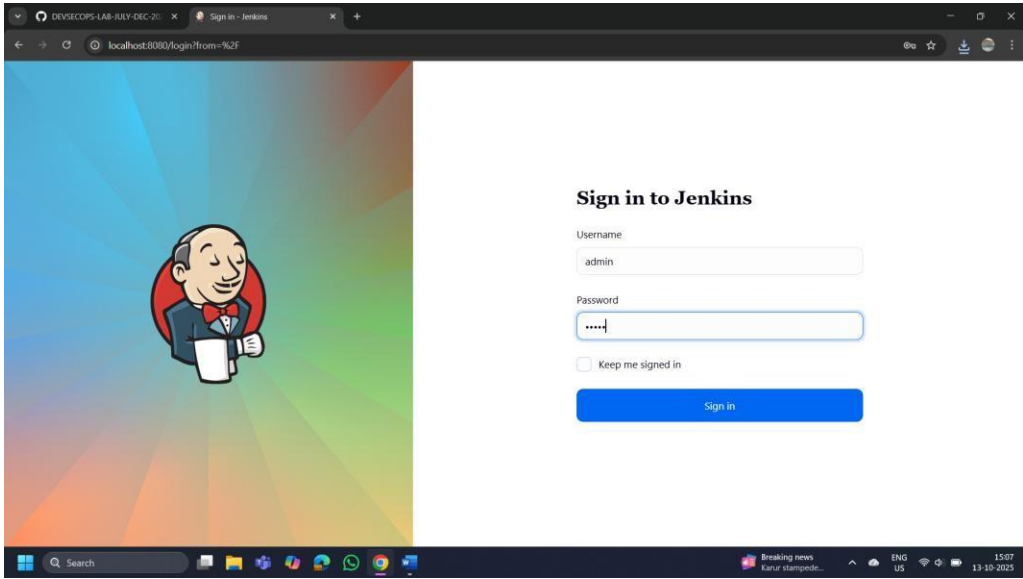 DEVSECOPS-LAB-JULY-DEC-20
Sign in - Jenkins
localhost:8080/login?from=%2F
Sign in to Jenkins
Username
admin
Password
•••••
Keep me signed in
Sign in
Search
Breaking news
Karur stampede...
ENG
US
15:07
13-10-2025